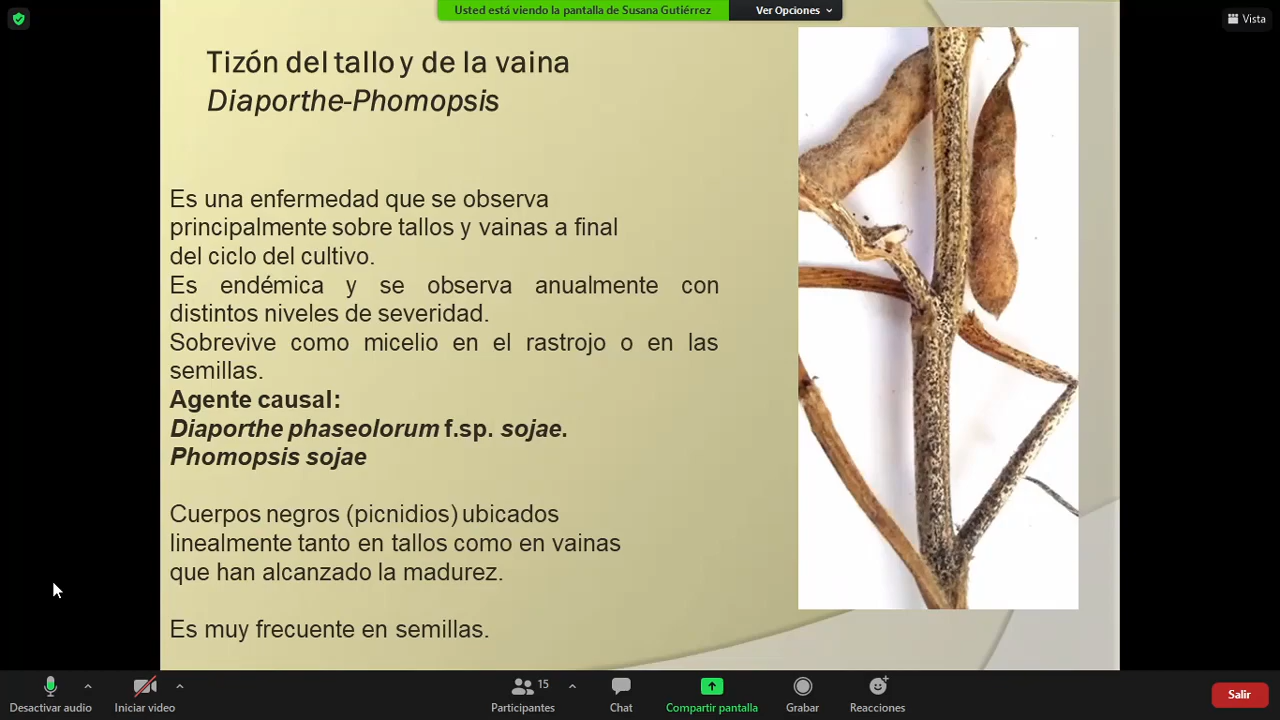 Usted está viendo la pantalla de Susana Gutiérrez
Ver Opciones
Vista
Tizón del tallo y de la vaina
Diaporthe-Phomopsis
Es una enfermedad que se observa
principalmente sobre tallos y vainas a final
del ciclo del cultivo.
Es endémica y se observa anualmente con
distintos niveles de severidad.
Sobrevive como micelio en el rastrojo o en las
semillas.
Agente causal:
Diaporthe phaseolorum f.sp. sojae.
Phomopsis sojae
Cuerpos negros (picnidios) ubicados
linealmente tanto en tallos como en vainas
que han alcanzado la madurez.
Es muy frecuente en semillas.
Desactivar audio
Iniciar video
15
Participantes
Chat
Compartir pantalla
Grabar
Reacciones
Salir